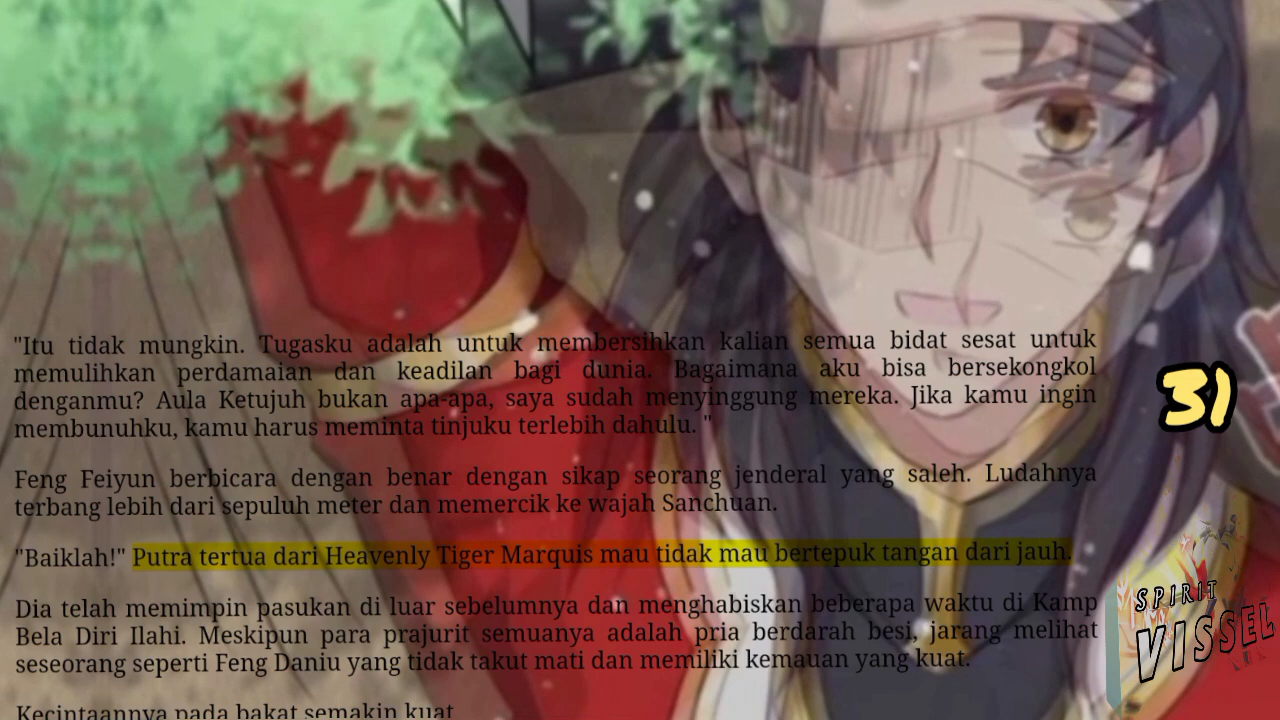 "Itu tidak mungkin. Tugasku adalah untuk membersihkan kalian semua bidat sesat untuk
memulihkan perdamaian dan keadilan bagi dunia. Bagaimana aku bisa bersekongkol
denganmu? Aula Ketujuh bukan apa-apa, saya sudah menyinggung mereka. Jika kamu ingin
membunuhku, kamu harus meminta tinjuku terlebih dahulu. "
Feng Feiyun berbicara dengan benar dengan sikap seorang jenderal yang saleh. Ludahnya
terbang lebih dari sepuluh meter dan memercik ke wajah Sanchuan.
"Baiklah!" Putra tertua dari Heavenly Tiger Marquis mau tidak mau bertepuk tangan dari jauh.
Dia telah memimpin pasukan di luar sebelumnya dan menghabiskan beberapa waktu di Kamp
Bela Diri Ilahi. Meskipun para prajurit semuanya adalah pria berdarah besi, jarang melihat
seseorang seperti Feng Daniu yang tidak takut mati dan memiliki kemauan yang kuat.
Kecintaannya pada bakat semakin kuat
31
SPIRIT
VISSEL